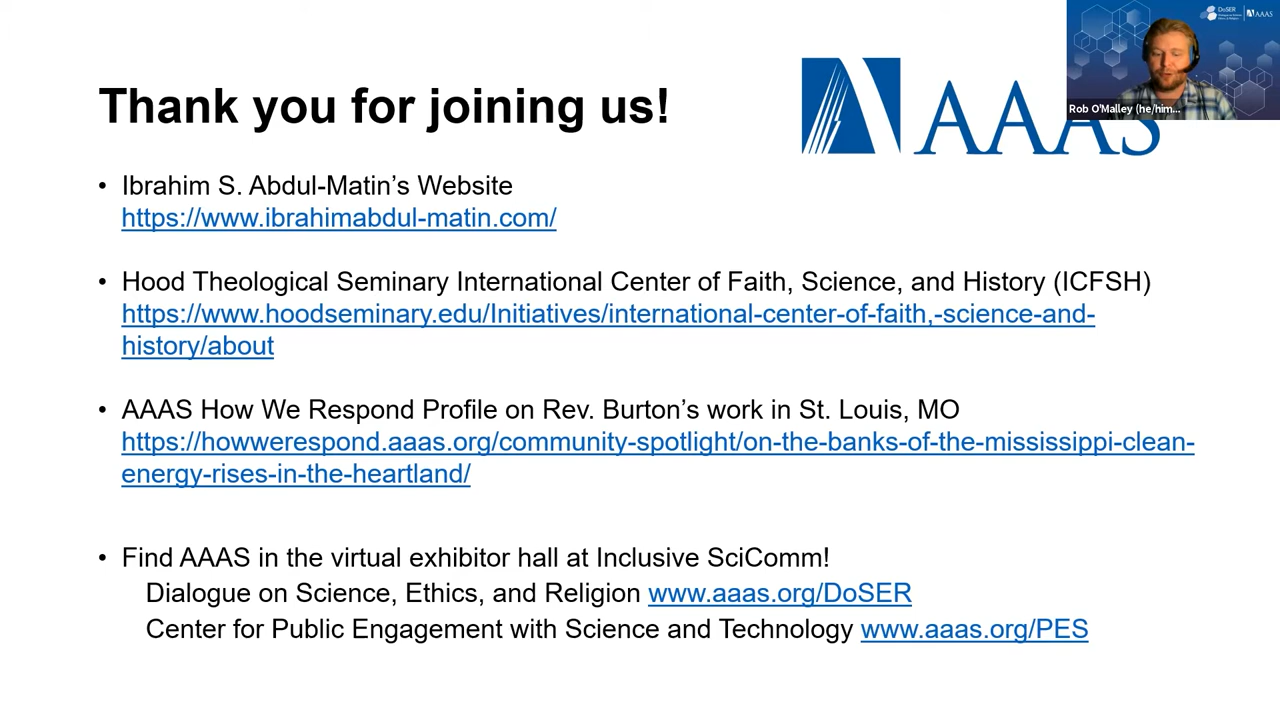 DoSER
AAAS
Thank you for joining us!
AAAS
Rob O'Malley (he/him...
• Ibrahim S. Abdul-Matin’s Website
https://www.ibrahimabdul-matin.com/
• Hood Theological Seminary International Center of Faith, Science, and History (ICFSH)
https://www.hoodseminary.edu/Initiatives/international-center-of-faith,-science-and-
history/about
• AAAS How We Respond Profile on Rev. Burton’s work in St. Louis, MO
https://howwerespond.aaas.org/community-spotlight/on-the-banks-of-the-mississippi-clean-
energy-rises-in-the-heartland/
• Find AAAS in the virtual exhibitor hall at Inclusive SciComm!
Dialogue on Science, Ethics, and Religion www.aaas.org/DoSER
Center for Public Engagement with Science and Technology www.aaas.org/PES